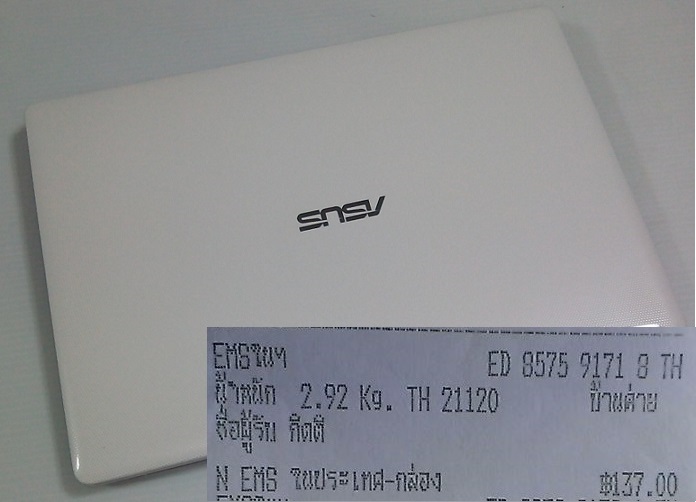 ASUS
EMSในฯ ED 8575 9171 8 TH
น้ำหนัก 2.92 Kg. TH 21120 บ้านค่าย
ชื่อผู้รับ กิตติ
N EMS ในประเทศ-กล่อง ฿137.00